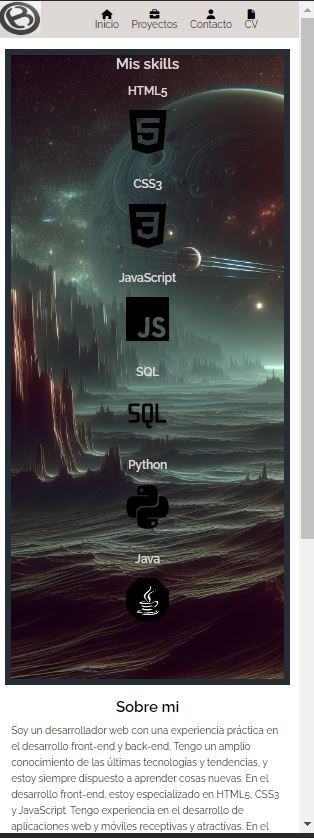 Inicio Proyectos Contacto CV
Mis skills
HTML5
5
CSS3
3
JavaScript
JS
SQL
SQL
Python
Java
Sobre mi
Soy un desarrollador web con una experiencia práctica en
el desarrollo front-end y back-end. Tengo un amplio
conocimiento de las últimas tecnologías y tendencias, y
estoy siempre dispuesto a aprender cosas nuevas. En el
desarrollo front-end, estoy especializado en HTML5, CSS3
y JavaScript. Tengo experiencia en el desarrollo de
aplicaciones web y móviles receptivas y atractivas. En el